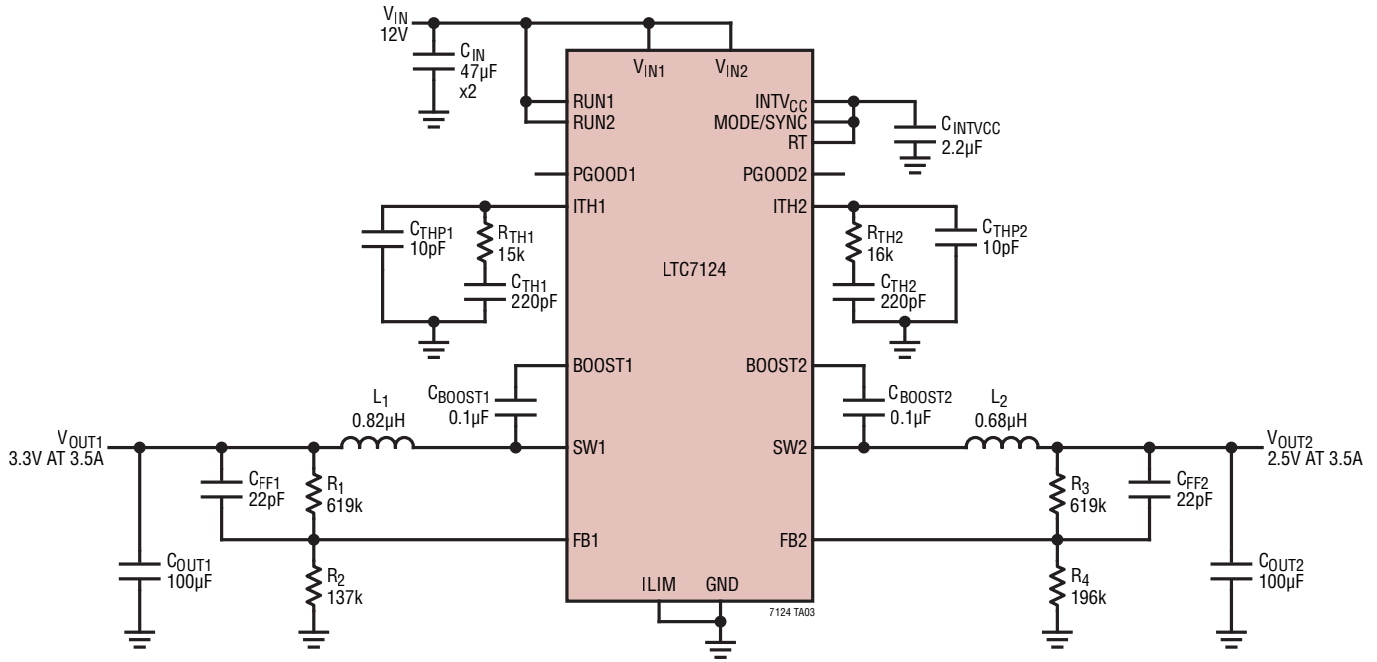 VIN
12V
CIN
47µF
x2
VIN1
VIN2
RUN1
RUN2
INTVCC
MODE/SYNC
RT
CINTVCC
2.2µF
PGOOD1
PGOOD2
ITH1
ITH2
CTHP1
10pF
RTH1
15k
CTH1
220pF
LTC7124
RTH2
16k
CTH2
220pF
CTHP2
10pF
BOOST1
BOOST2
CBOOST1
0.1µF
CBOOST2
0.1µF
L1
0.82µH
L2
0.68µH
VOUT1
3.3V AT 3.5A
SW1
SW2
VOUT2
2.5V AT 3.5A
CFF1
22pF
R1
619k
R3
619k
CFF2
22pF
FB1
FB2
COUT1
100µF
R2
137k
ILIM
GND
R4
196k
COUT2
100µF
7124 TA03